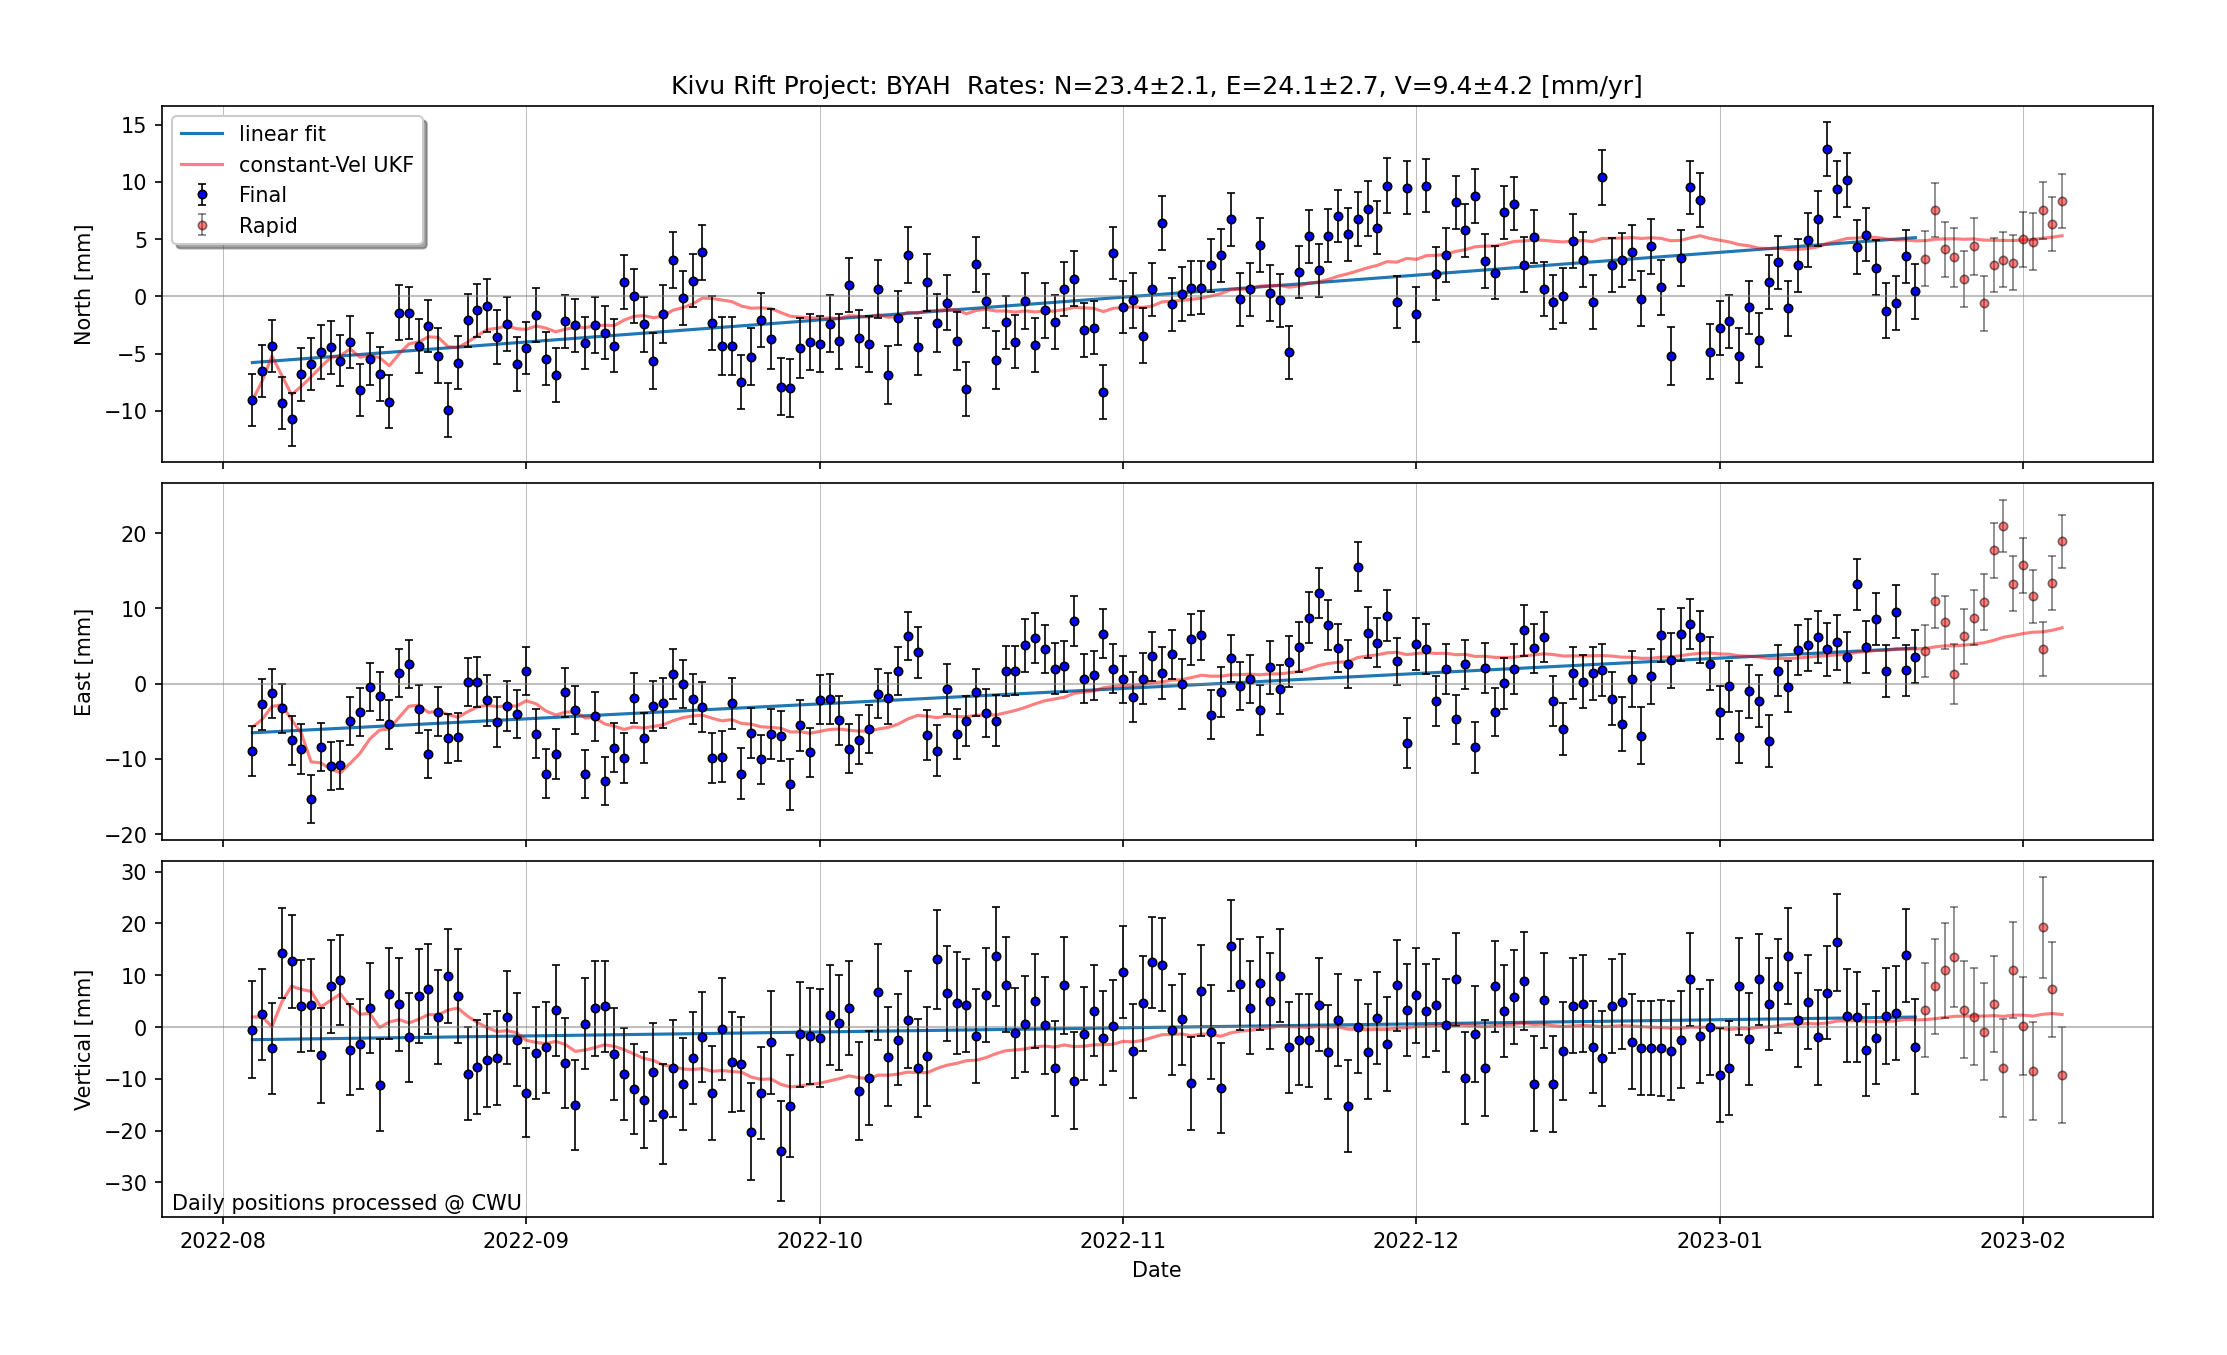 Kivu Rift Project: BYAH  Rates: N=23.4±2.1, E=24.1±2.7, V=9.4±4.2 [mm/yr]
linear fit
constant-Vel UKF
Final
Rapid
North [mm]
15
10
5
0
−5
−10
East [mm]
20
10
0
−10
−20
Vertical [mm]
30
20
10
0
−10
−20
−30
Daily positions processed @ CWU
2022-08 2022-09 2022-10 2022-11 2022-12 2023-01 2023-02
Date